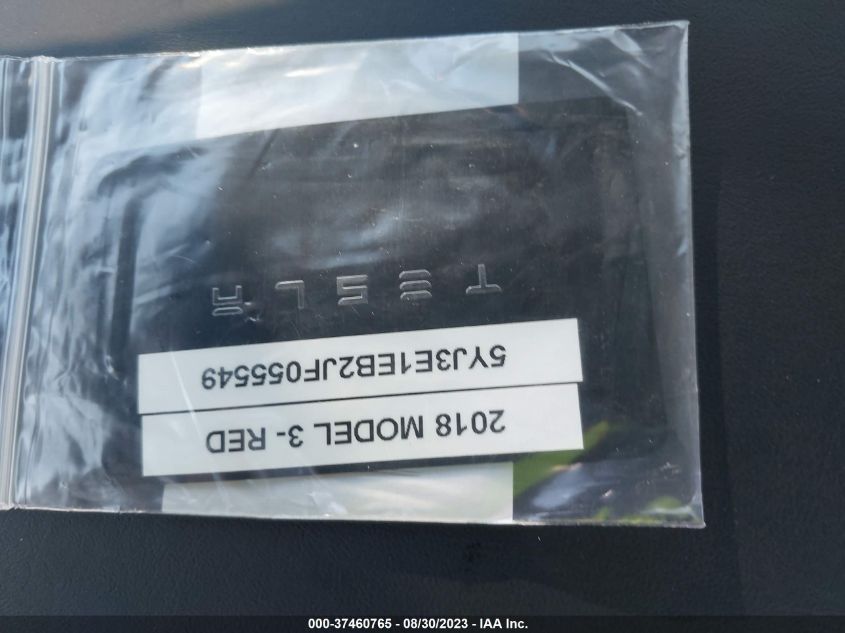 2018 MODEL 3- RED
5YJ3E1EB2JF055549
TESLA
000-37460765 - 08/30/2023 - IAA Inc.